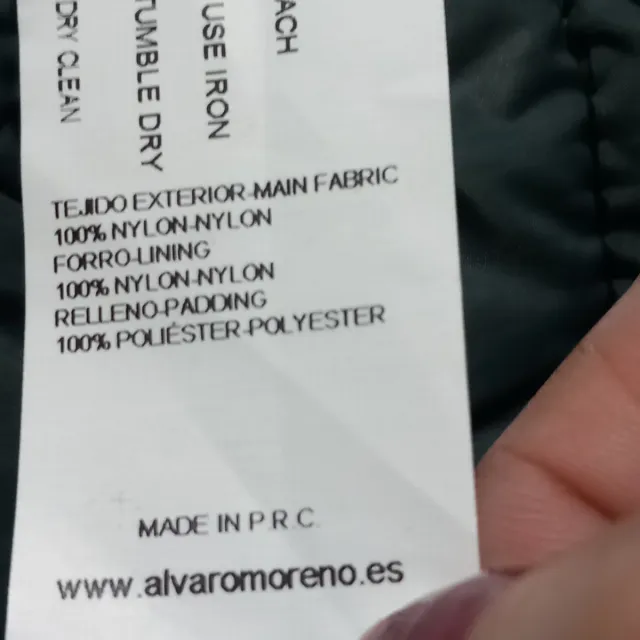 DRY CLEAN
TUMBLE DRY
USE IRON
TEJIDO EXTERIOR-MAIN FABRIC
100% NYLON-NYLON
FORRO-LINING
100% NYLON-NYLON
RELLENO-PADDING
100% POLIÉSTER-POLYESTER
MADE IN P.R.C.
www.alvaromoreno.es